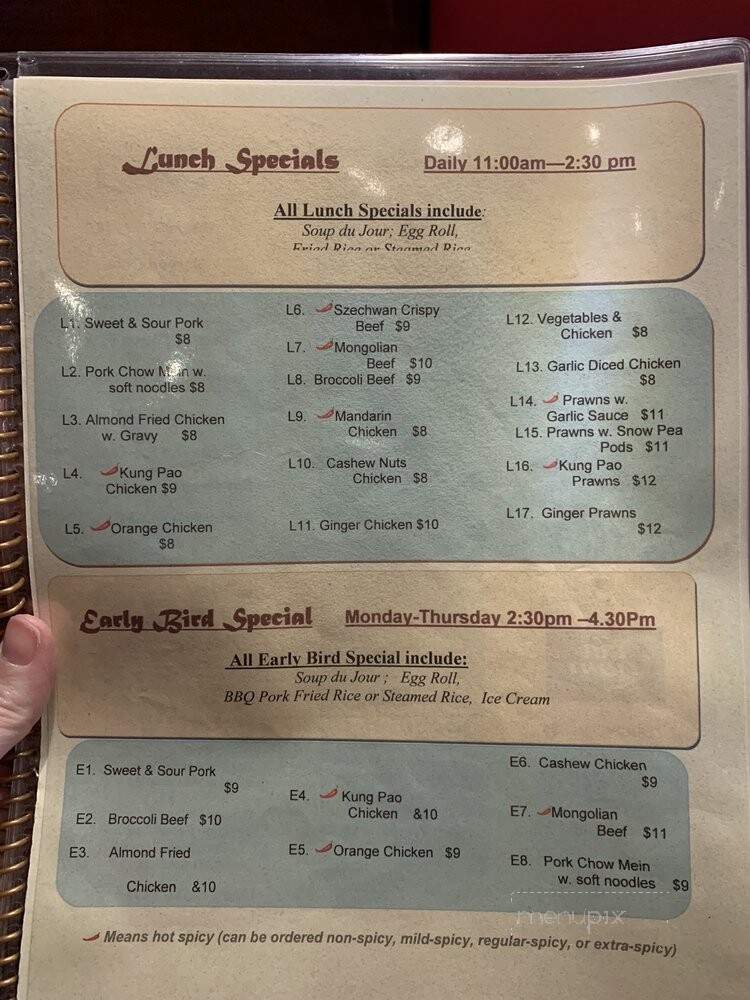 Lunch Specials Daily 11:00am—2:30 pm
All Lunch Specials include:
Soup du Jour; Egg Roll,
Fried Rice or Steamed Rice
L1. Sweet & Sour Pork
$8
L2. Pork Chow Mein w.
soft noodles $8
L3. Almond Fried Chicken
w. Gravy $8
L4. Kung Pao
Chicken $9
L5. Orange Chicken
$8
L6. Szechwan Crispy
Beef $9
L7. Mongolian
Beef $10
L8. Broccoli Beef $9
L9. Mandarin
Chicken $8
L10. Cashew Nuts
Chicken $8
L11. Ginger Chicken $10
L12. Vegetables &
Chicken $8
L13. Garlic Diced Chicken
$8
L14. Prawns w.
Garlic Sauce $11
L15. Prawns w. Snow Pea
Pods $11
L16. Kung Pao
Prawns $12
L17. Ginger Prawns
$12
Early Bird Special Monday-Thursday 2:30pm –4.30Pm
All Early Bird Special include:
Soup du Jour ; Egg Roll,
BBQ Pork Fried Rice or Steamed Rice, Ice Cream
E1. Sweet & Sour Pork
$9
E2. Broccoli Beef $10
E3. Almond Fried
Chicken &10
E4. Kung Pao
Chicken &10
E5. Orange Chicken $9
E6. Cashew Chicken
$9
E7. Mongolian
Beef $11
E8. Pork Chow Mein
w. soft noodles $9
menupix
Means hot spicy (can be ordered non-spicy, mild-spicy, regular-spicy, or extra-spicy)